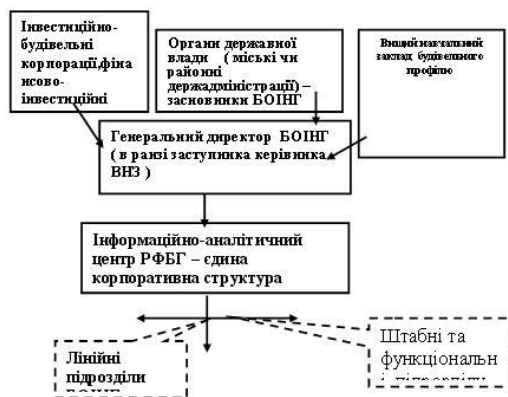 Інвестиційно-
будівельні
корпорації,фіна
нсово-
інвестиційні
Органи державної
влади ( міські чи
районні
держадміністрації) –
засновники БОІНГ
Вищий навчальний
заклад будівельного
профілю
Генеральний директор БОІНГ
( в ранзі заступника керівника
ВНЗ )
Інформаційно-аналітичний
центр РФБГ – єдина
корпоративна структура
Лінійні
підрозділи
Штабні та
функціональн